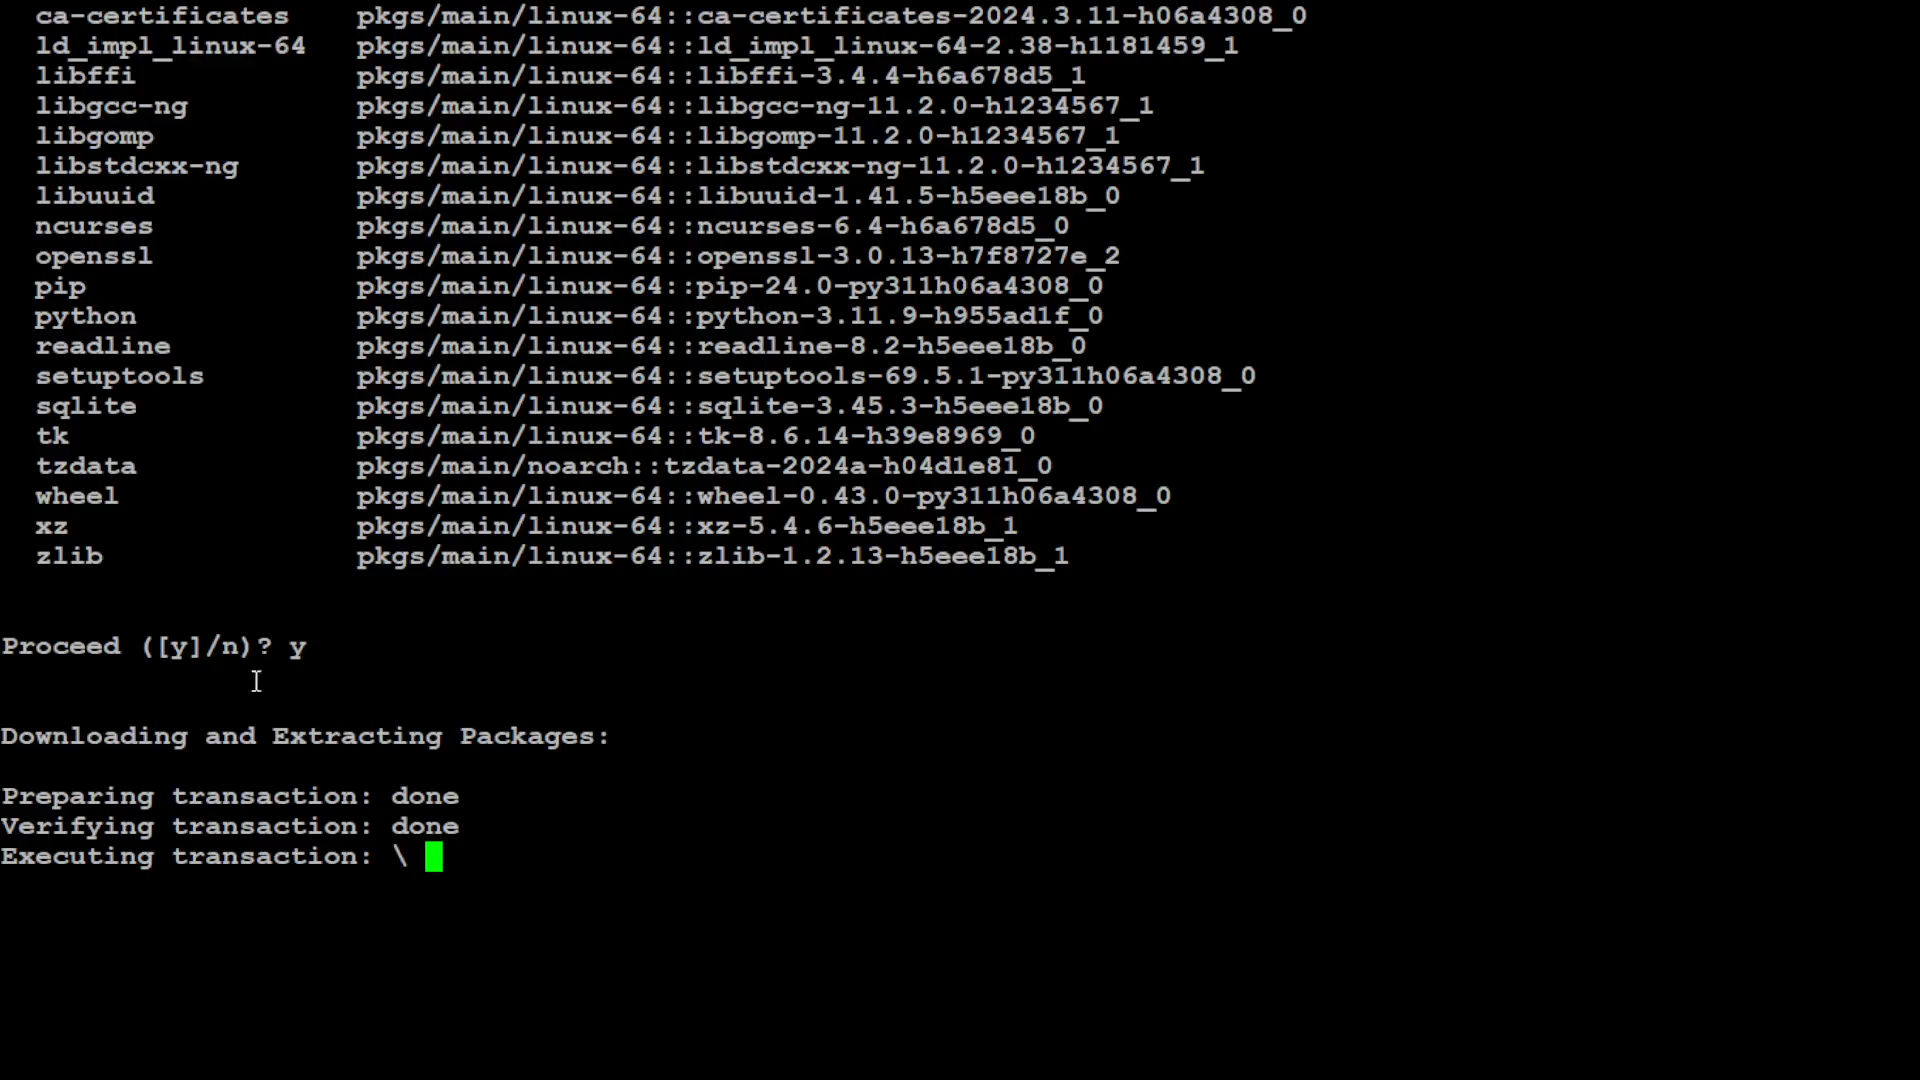 ca-certificates pkgs/main/linux-64::ca-certificates-2024.3.11-h06a4308_0
ld_impl_linux-64 pkgs/main/linux-64::ld_impl_linux-64-2.38-h1181459_1
libffi pkgs/main/linux-64::libffi-3.4.4-h6a678d5_1
libgcc-ng pkgs/main/linux-64::libgcc-ng-11.2.0-h1234567_1
libgomp pkgs/main/linux-64::libgomp-11.2.0-h1234567_1
libstdcxx-ng pkgs/main/linux-64::libstdcxx-ng-11.2.0-h1234567_1
libuuid pkgs/main/linux-64::libuuid-1.41.5-h5eee18b_0
ncurses pkgs/main/linux-64::ncurses-6.4-h6a678d5_0
openssl pkgs/main/linux-64::openssl-3.0.13-h7f8727e_2
pip pkgs/main/linux-64::pip-24.0-py311h06a4308_0
python pkgs/main/linux-64::python-3.11.9-h955ad1f_0
readline pkgs/main/linux-64::readline-8.2-h5eee18b_0
setuptools pkgs/main/linux-64::setuptools-69.5.1-py311h06a4308_0
sqlite pkgs/main/linux-64::sqlite-3.45.3-h5eee18b_0
tk pkgs/main/linux-64::tk-8.6.14-h39e8969_0
tzdata pkgs/main/noarch::tzdata-2024a-h04d1e81_0
wheel pkgs/main/linux-64::wheel-0.43.0-py311h06a4308_0
xz pkgs/main/linux-64::xz-5.4.6-h5eee18b_1
zlib pkgs/main/linux-64::zlib-1.2.13-h5eee18b_1
Proceed ([y]/n)? y
Downloading and Extracting Packages:
Preparing transaction: done
Verifying transaction: done
Executing transaction: \